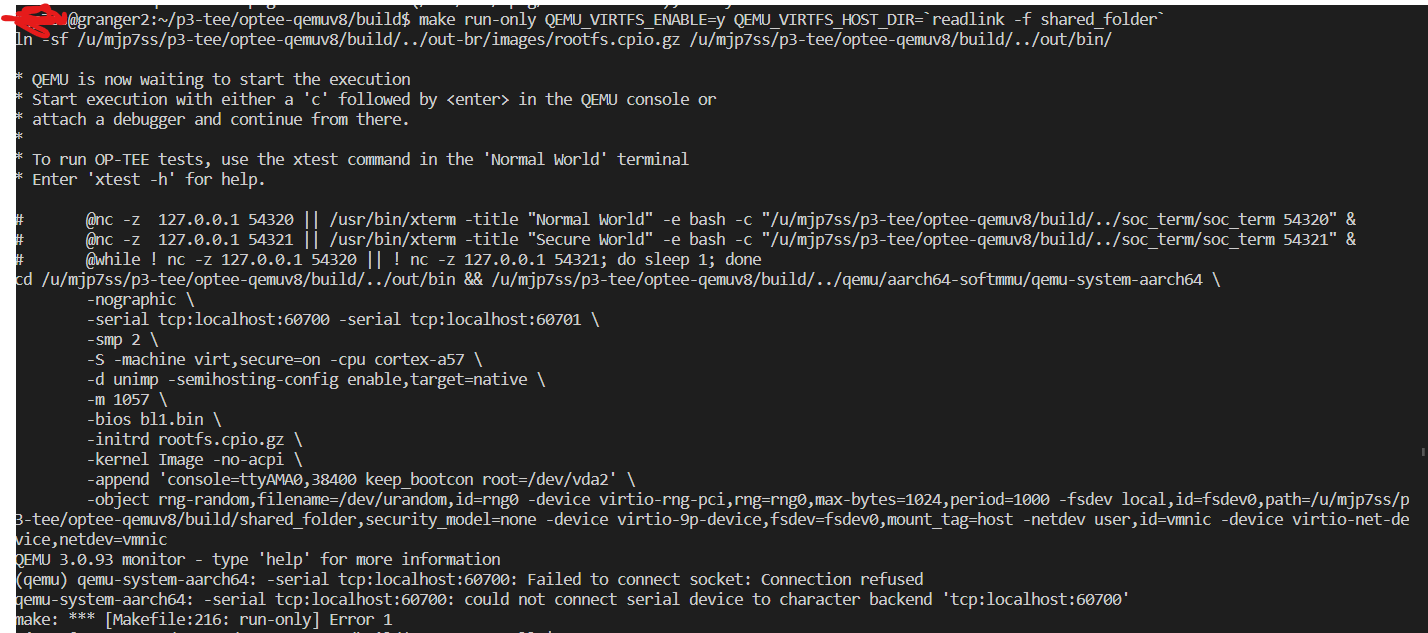 @granger2:~/p3-tee/optee-qemuv8/build$ make run-only QEMU_VIRTFS_ENABLE=y QEMU_VIRTFS_HOST_DIR=`readlink -f shared_folder`
ln -sf /u/mjp7ss/p3-tee/optee-qemuv8/build/../out-br/images/rootfs.cpio.gz /u/mjp7ss/p3-tee/optee-qemuv8/build/../out/bin/
* QEMU is now waiting to start the execution
* Start execution with either a 'c' followed by <enter> in the QEMU console or
* attach a debugger and continue from there.
*
* To run OP-TEE tests, use the xtest command in the 'Normal World' terminal
* Enter 'xtest -h' for help.
#       @nc -z  127.0.0.1 54320 || /usr/bin/xterm -title "Normal World" -e bash -c "/u/mjp7ss/p3-tee/optee-qemuv8/build/../soc_term/soc_term 54320" &
#       @nc -z  127.0.0.1 54321 || /usr/bin/xterm -title "Secure World" -e bash -c "/u/mjp7ss/p3-tee/optee-qemuv8/build/../soc_term/soc_term 54321" &
#       @while ! nc -z 127.0.0.1 54320 || ! nc -z 127.0.0.1 54321; do sleep 1; done
cd /u/mjp7ss/p3-tee/optee-qemuv8/build/../out/bin && /u/mjp7ss/p3-tee/optee-qemuv8/build/../qemu/aarch64-softmmu/qemu-system-aarch64 \
-nographic \
-serial tcp:localhost:60700 -serial tcp:localhost:60701 \
-smp 2 \
-S -machine virt,secure=on -cpu cortex-a57 \
-d unimp -semihosting-config enable,target=native \
-m 1057 \
-bios bl1.bin \
-initrd rootfs.cpio.gz \
-kernel Image -no-acpi \
-append 'console=ttyAMA0,38400 keep_bootcon root=/dev/vda2' \
-object rng-random,filename=/dev/urandom,id=rng0 -device virtio-rng-pci,rng=rng0,max-bytes=1024,period=1000 -fsdev local,id=fsdev0,path=/u/mjp7ss/p
3-tee/optee-qemuv8/build/shared_folder,security_model=none -device virtio-9p-device,fsdev=fsdev0,mount_tag=host -netdev user,id=vmnic -device virtio-net-de
vice,netdev=vmnic
QEMU 3.0.93 monitor - type 'help' for more information
(qemu) qemu-system-aarch64: -serial tcp:localhost:60700: Failed to connect socket: Connection refused
qemu-system-aarch64: -serial tcp:localhost:60700: could not connect serial device to character backend 'tcp:localhost:60700'
make: *** [Makefile:216: run-only] Error 1